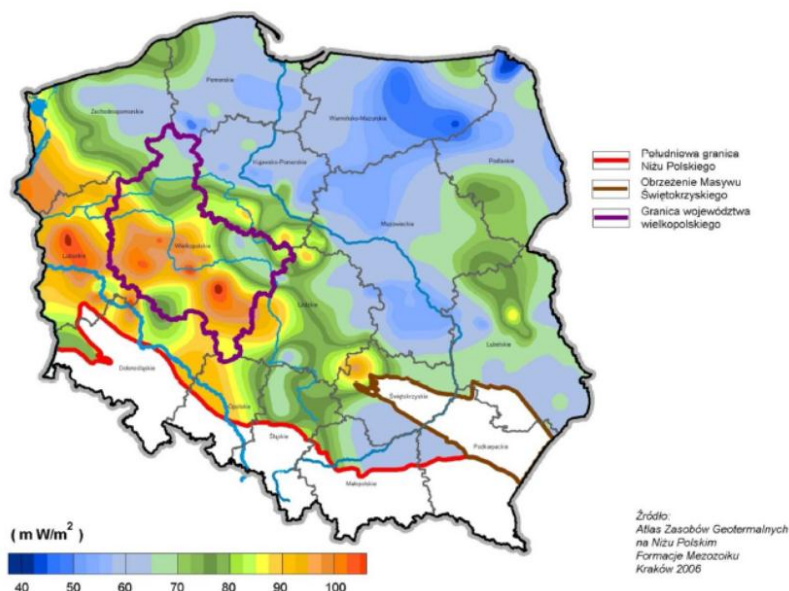 Pomorskie
Zachodniopomorskie
Warmińsko-Mazurskie
Kujawsko-Pomorskie
Podlaskie
Mazowieckie
Wielkopolskie
Lubuskie
Łódzkie
Lubelskie
Dolnośląskie
Świętokrzyskie
Opolskie
Śląskie
Podkarpackie
Małopolskie
Południowa granica
Niżu Polskiego
Obrzeżenie Masywu
Świętokrzyskiego
Granica województwa
wielkopolskiego
( m W/m² )
40 50 60 70 80 90 100
Źródło:
Atlas Zasobów Geotermalnych
na Niżu Polskim
Formacje Mezozoiku
Kraków 2006